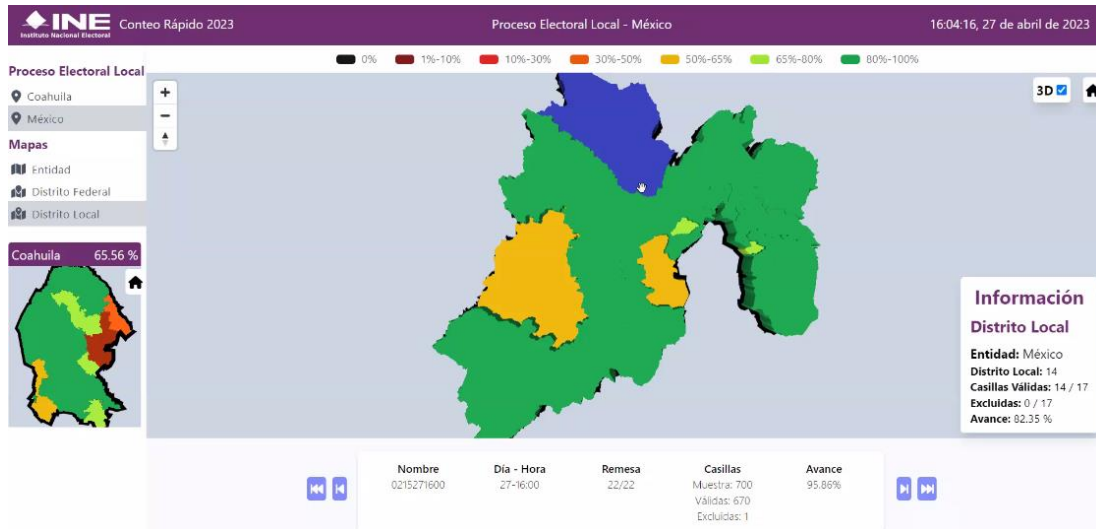 INE
Instituto Nacional Electoral
Conteo Rápido 2023
Proceso Electoral Local - México
16:04:16, 27 de abril de 2023
0%
1%-10%
10%-30%
30%-50%
50%-65%
65%-80%
80%-100%
Proceso Electoral Local
Coahuila
México
Mapas
Entidad
Distrito Federal
Distrito Local
Coahuila 65.56 %
+
−
3D
Información
Distrito Local
Entidad: México
Distrito Local: 14
Casillas Válidas: 14 / 17
Excluidas: 0 / 17
Avance: 82.35 %
Nombre
0215271600
Día - Hora
27-16:00
Remesa
22/22
Casillas
Muestra: 700
Válidas: 670
Excluidas: 1
Avance
95.86%